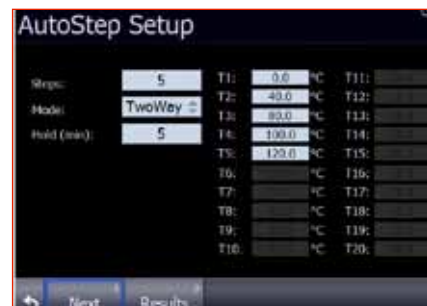 AutoStep Setup
Steps: 5
Mode: TwoWay
Hold (min): 5
T1: 0.0 °C
T2: 40.0 °C
T3: 80.0 °C
T4: 100.0 °C
T5: 120.0 °C
T6: °C
T7: °C
T8: °C
T9: °C
T10: °C
T11:
T12:
T13:
T14:
T15:
T16:
T17:
T18:
T19:
T20:
Next
Results